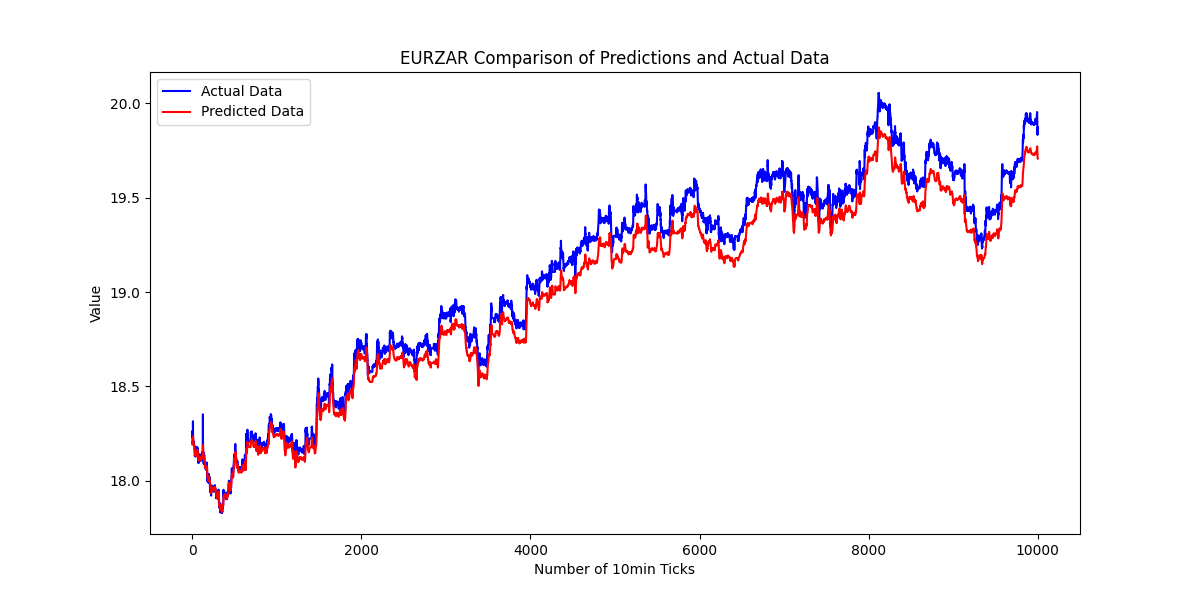 EURZAR Comparison of Predictions and Actual Data
Actual Data
Predicted Data
20.0
19.5
19.0
18.5
18.0
Value
0 2000 4000 6000 8000 10000
Number of 10min Ticks